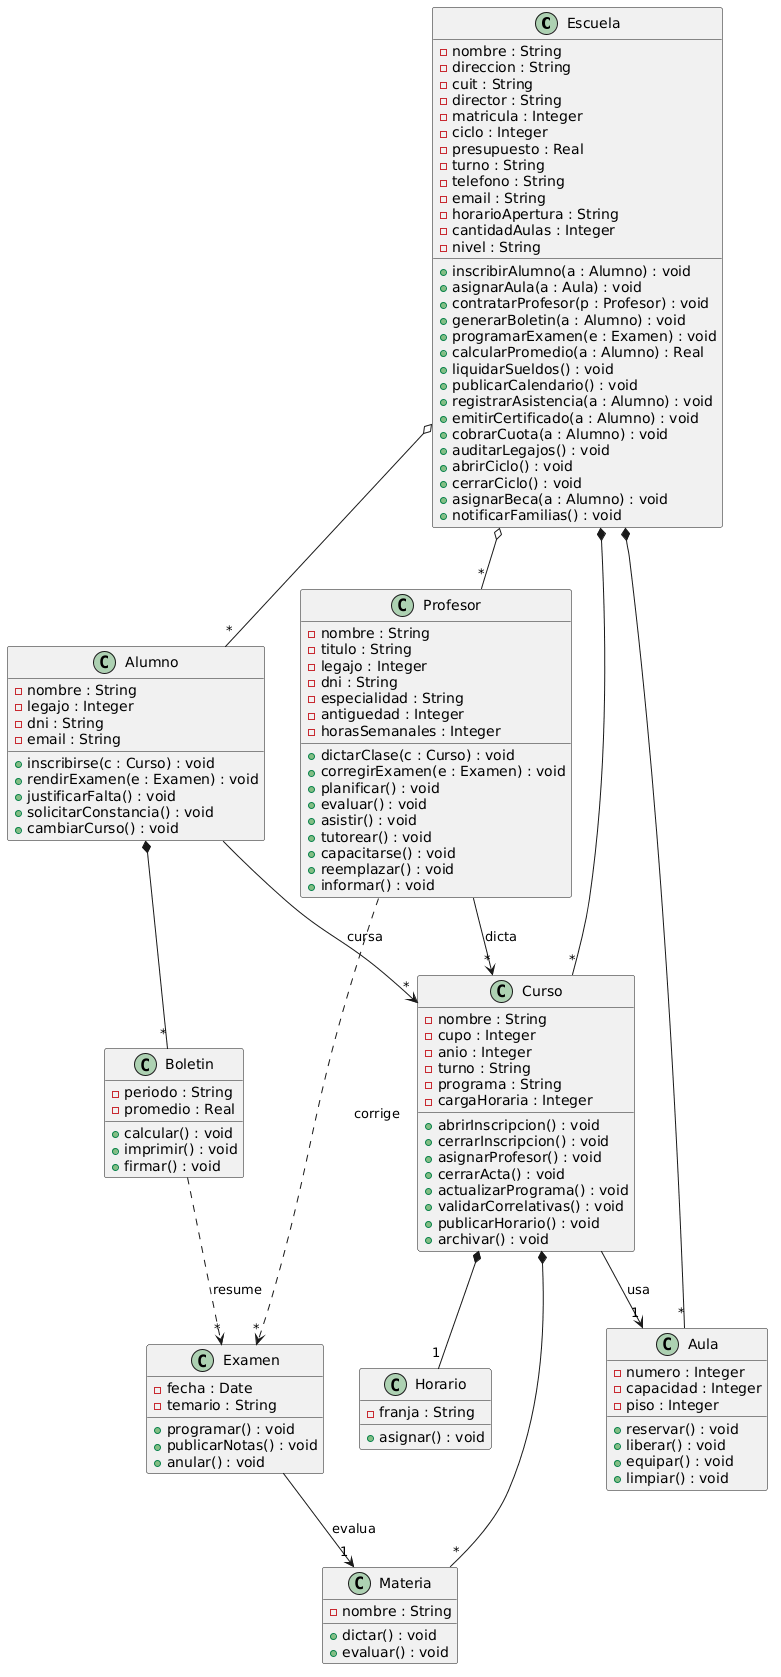 Escuela
nombre : String
direccion : String
cuit : String
director : String
matricula : Integer
ciclo : Integer
presupuesto : Real
turno : String
telefono : String
email : String
horarioApertura : String
cantidadAulas : Integer
nivel : String
inscribirAlumno(a : Alumno) : void
asignarAula(a : Aula) : void
contratarProfesor(p : Profesor) : void
generarBoletin(a : Alumno) : void
programarExamen(e : Examen) : void
calcularPromedio(a : Alumno) : Real
liquidarSueldos() : void
publicarCalendario() : void
registrarAsistencia(a : Alumno) : void
emitirCertificado(a : Alumno) : void
cobrarCuota(a : Alumno) : void
auditarLegajos() : void
abrirCiclo() : void
cerrarCiclo() : void
asignarBeca(a : Alumno) : void
notificarFamilias() : void
*
*
Profesor
nombre : String
titulo : String
legajo : Integer
dni : String
especialidad : String
antiguedad : Integer
horasSemanales : Integer
dictarClase(c : Curso) : void
corregirExamen(e : Examen) : void
planificar() : void
evaluar() : void
asistir() : void
tutorear() : void
capacitarse() : void
reemplazar() : void
informar() : void
Alumno
nombre : String
legajo : Integer
dni : String
email : String
inscribirse(c : Curso) : void
rendirExamen(e : Examen) : void
justificarFalta() : void
solicitarConstancia() : void
cambiarCurso() : void
cursa
dicta
*
*
*
Curso
nombre : String
cupo : Integer
anio : Integer
turno : String
programa : String
cargaHoraria : Integer
abrirInscripcion() : void
cerrarInscripcion() : void
asignarProfesor() : void
cerrarActa() : void
actualizarPrograma() : void
validarCorrelativas() : void
publicarHorario() : void
archivar() : void
*
Boletin
periodo : String
promedio : Real
calcular() : void
imprimir() : void
firmar() : void
corrige
resume
*
*
usa
1
*
1
Examen
fecha : Date
temario : String
programar() : void
publicarNotas() : void
anular() : void
Horario
franja : String
asignar() : void
Aula
numero : Integer
capacidad : Integer
piso : Integer
reservar() : void
liberar() : void
equipar() : void
limpiar() : void
evalua
1
*
Materia
nombre : String
dictar() : void
evaluar() : void